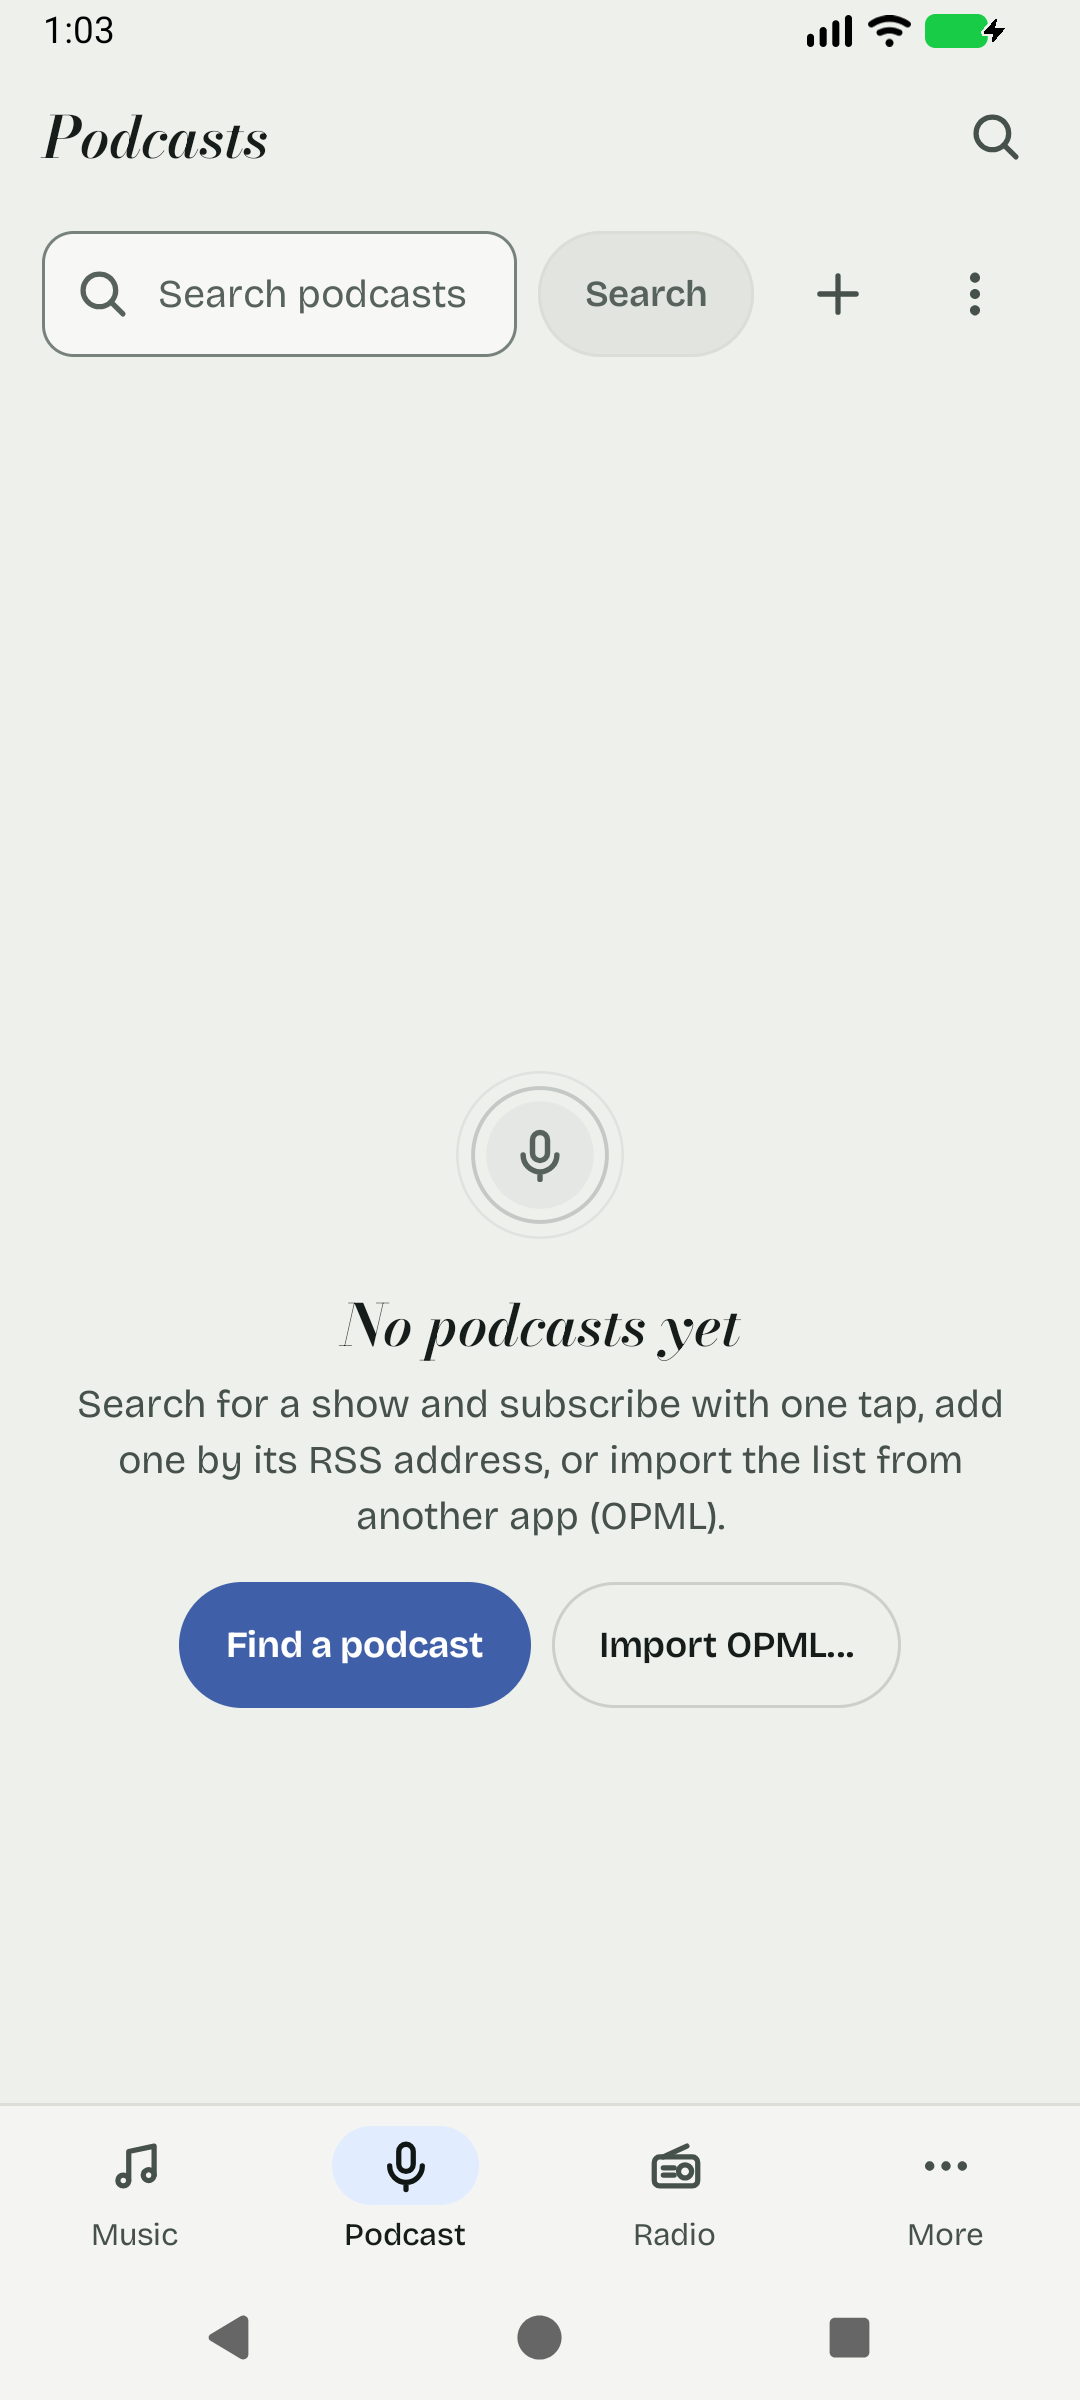 1:03
Podcasts
Search podcasts
Search
No podcasts yet
Search for a show and subscribe with one tap, add
one by its RSS address, or import the list from
another app (OPML).
Find a podcast
Import OPML...
Music
Podcast
Radio
More